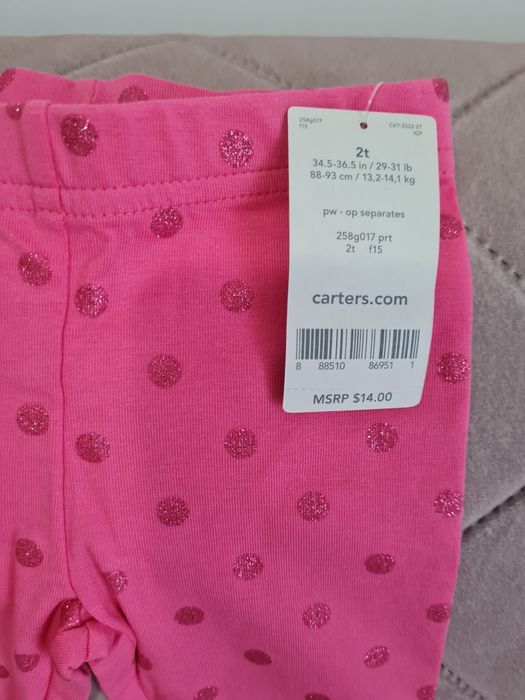 258g017
f15
CKT-2522-2T
IGP
2t
34.5-36.5 in / 29-31 lb
88-93 cm / 13,2-14,1 kg
pw - op separates
258g017 prt
2t f15
carters.com
8 88510 86951 1
MSRP $14.00